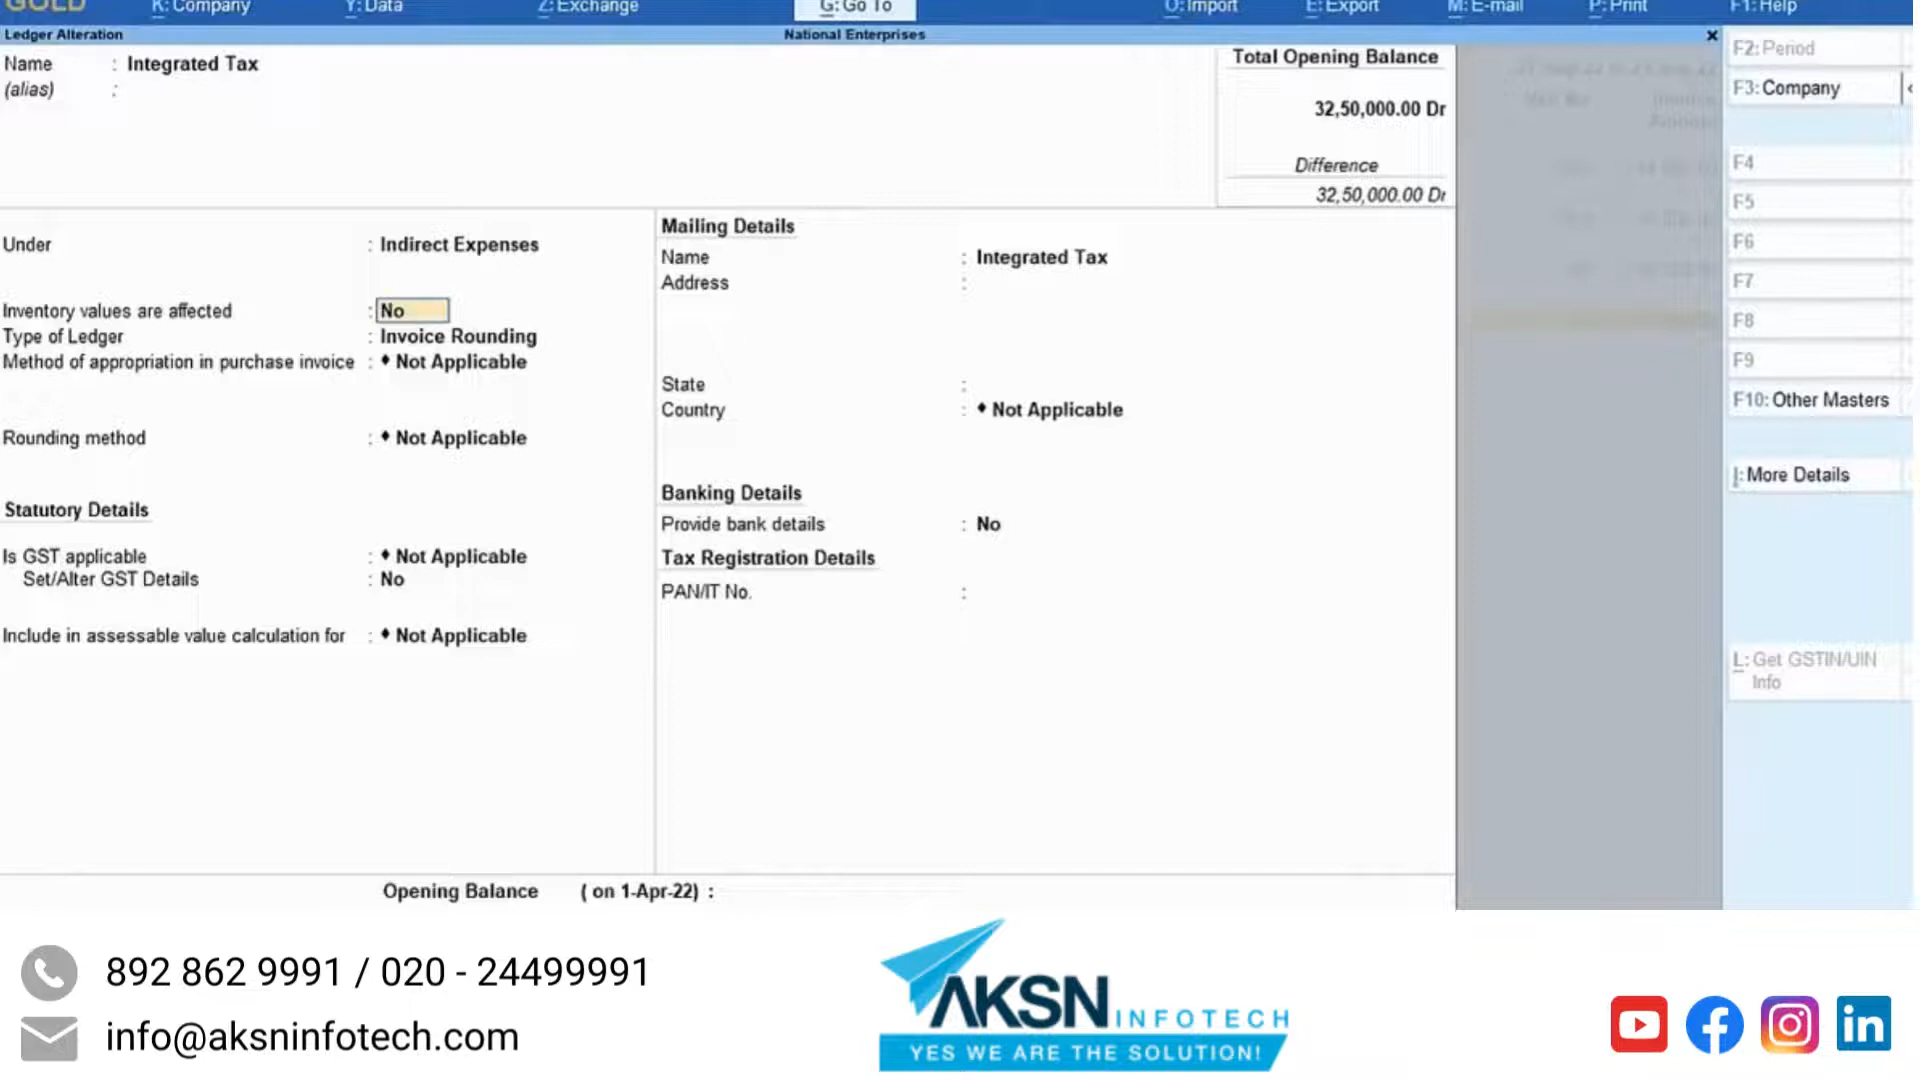 GOLD
K: Company
Y: Data
Z: Exchange
G: Go To
O: Import
E: Export
M: E-mail
P: Print
F1: Help
Ledger Alteration
National Enterprises
×
Name : Integrated Tax
(alias) :
Total Opening Balance
32,50,000.00 Dr
Difference
32,50,000.00 Dr
Under : Indirect Expenses
Inventory values are affected : No
Type of Ledger : Invoice Rounding
Method of appropriation in purchase invoice : ♦ Not Applicable
Rounding method : ♦ Not Applicable
Statutory Details
Is GST applicable : ♦ Not Applicable
Set/Alter GST Details : No
Include in assessable value calculation for : ♦ Not Applicable
Mailing Details
Name : Integrated Tax
Address :
State :
Country : ♦ Not Applicable
Banking Details
Provide bank details : No
Tax Registration Details
PAN/IT No. :
Opening Balance ( on 1-Apr-22) :
F2: Period
F3: Company
F4
F5
F6
F7
F8
F9
F10: Other Masters
I: More Details
L: Get GSTIN/UIN
Info
892 862 9991 / 020 - 24499991
info@aksninfotech.com
AKSN INFOTECH
YES WE ARE THE SOLUTION!
in